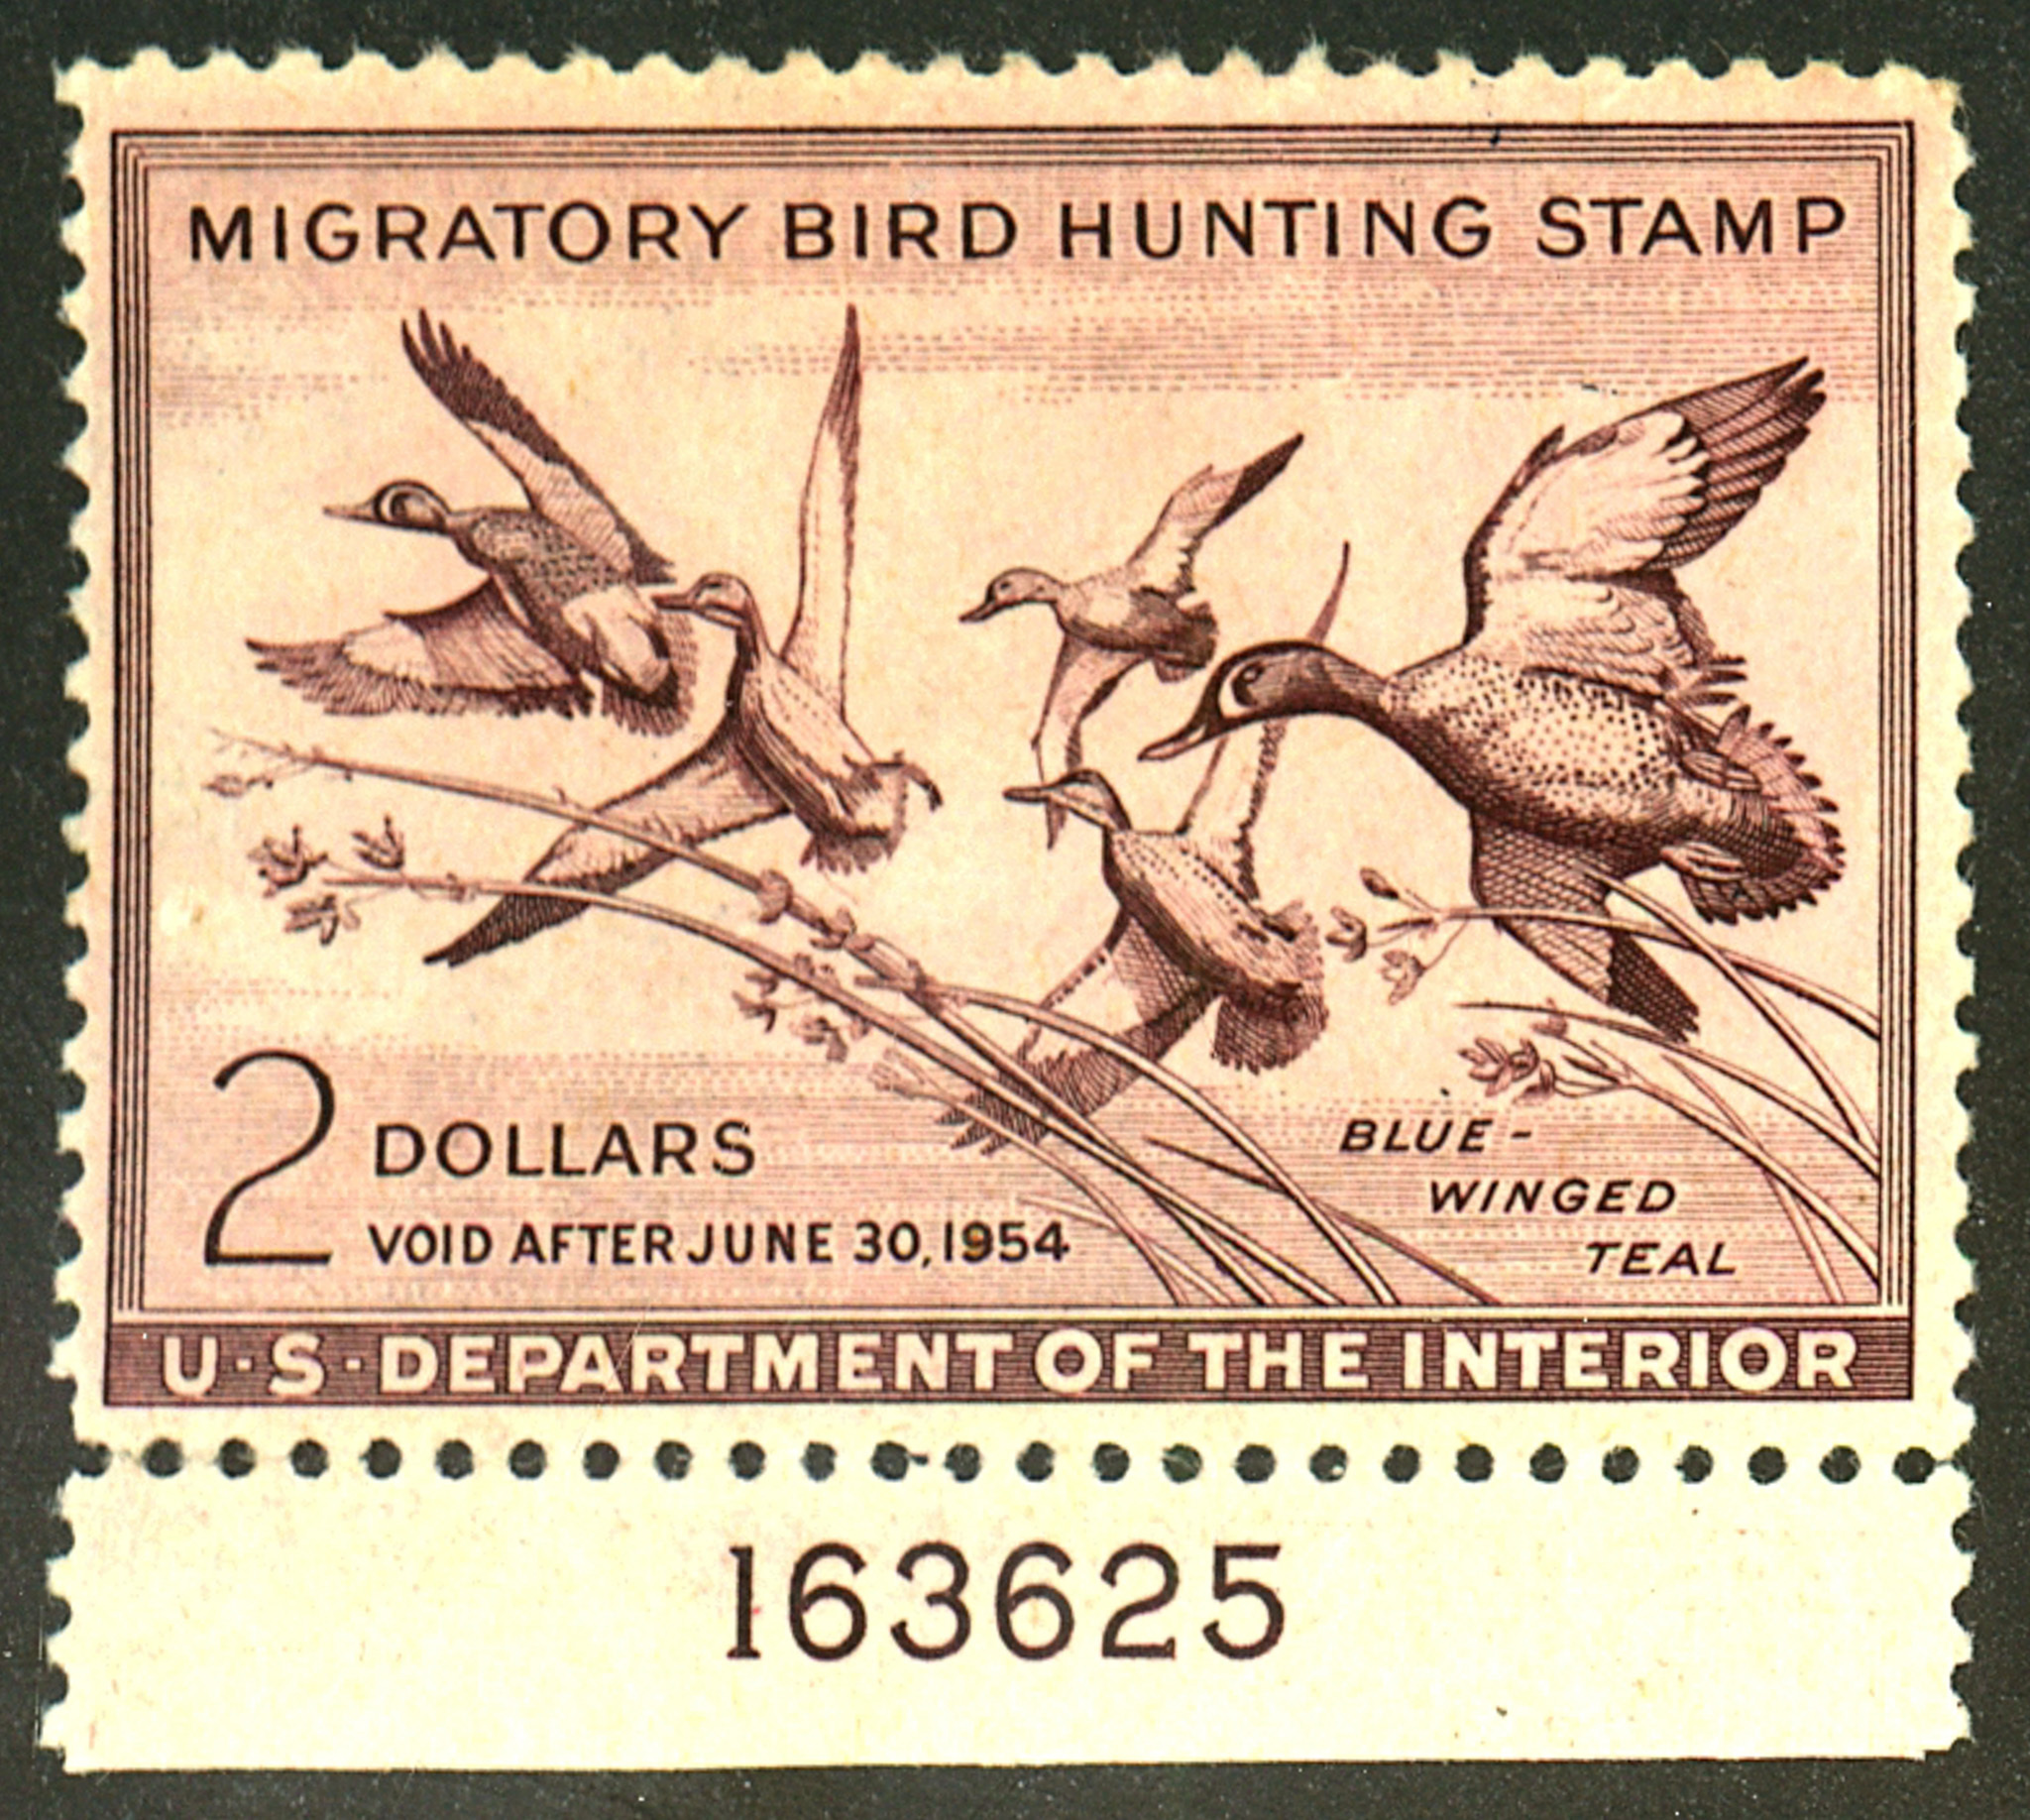 MIGRATORY BIRD HUNTING STAMP
2 DOLLARS
VOID AFTER JUNE 30, 1954
BLUE-
WINGED
TEAL
U·S·DEPARTMENT OF THE INTERIOR
163625